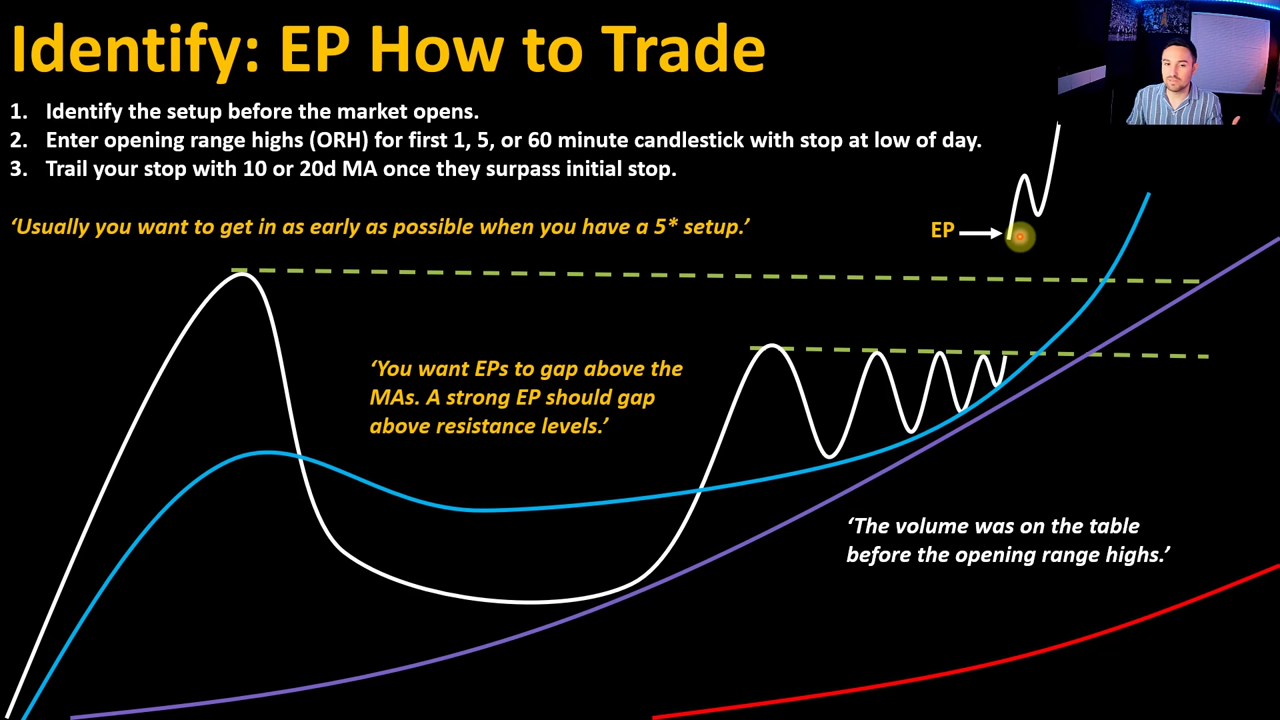 Identify: EP How to Trade
1. Identify the setup before the market opens.
2. Enter opening range highs (ORH) for first 1, 5, or 60 minute candlestick with stop at low of day.
3. Trail your stop with 10 or 20d MA once they surpass initial stop.
‘Usually you want to get in as early as possible when you have a 5* setup.’
EP
‘You want EPs to gap above the
MAs. A strong EP should gap
above resistance levels.’
‘The volume was on the table
before the opening range highs.’